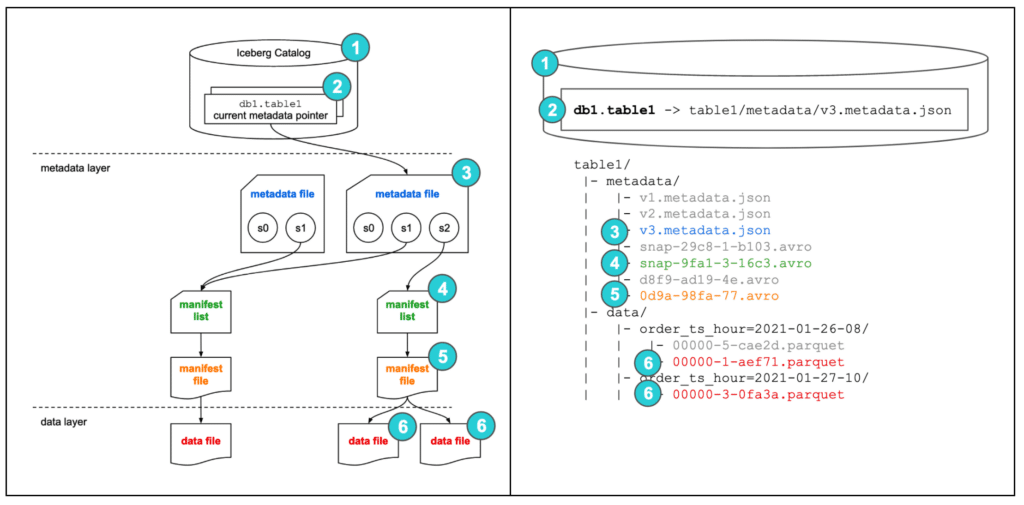 Iceberg Catalog
1
2
db1.table1
current metadata pointer
metadata layer
3
metadata file
metadata file
s0
s1
s0
s1
s2
4
manifest
list
manifest
list
5
manifest
file
manifest
file
data layer
6
6
data file
data file
data file
1
2
db1.table1 -> table1/metadata/v3.metadata.json
table1/
|- metadata/
| |- v1.metadata.json
| |- v2.metadata.json
| 3 - v3.metadata.json
| |- snap-29c8-1-b103.avro
| 4 - snap-9fa1-3-16c3.avro
| |- d8f9-ad19-4e.avro
| 5 - 0d9a-98fa-77.avro
|- data/
| |- order_ts_hour=2021-01-26-08/
| | |- 00000-5-cae2d.parquet
| | 6 - 00000-1-aef71.parquet
| |- order_ts_hour=2021-01-27-10/
| | 6 - 00000-3-0fa3a.parquet